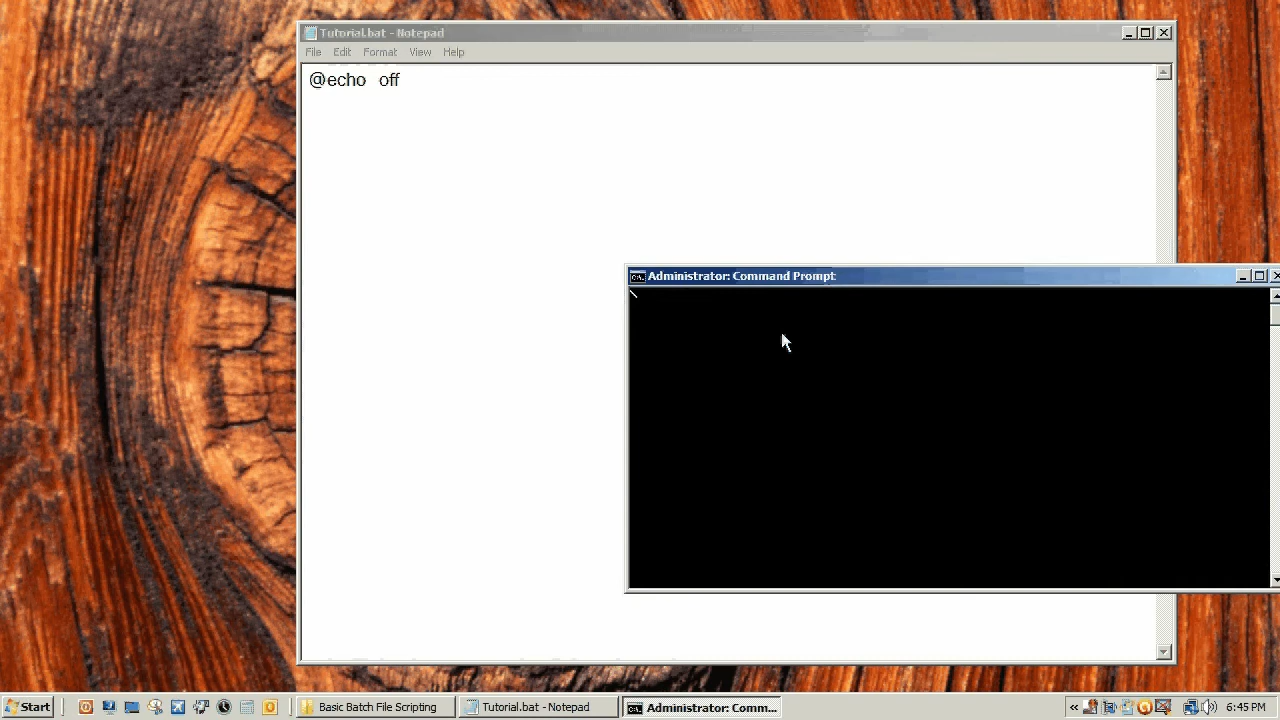 Tutorial.bat - Notepad
File Edit Format View Help
@echo off
Administrator: Command Prompt
\
Start
Basic Batch File Scripting
Tutorial.bat - Notepad
Administrator: Comm...
6:45 PM